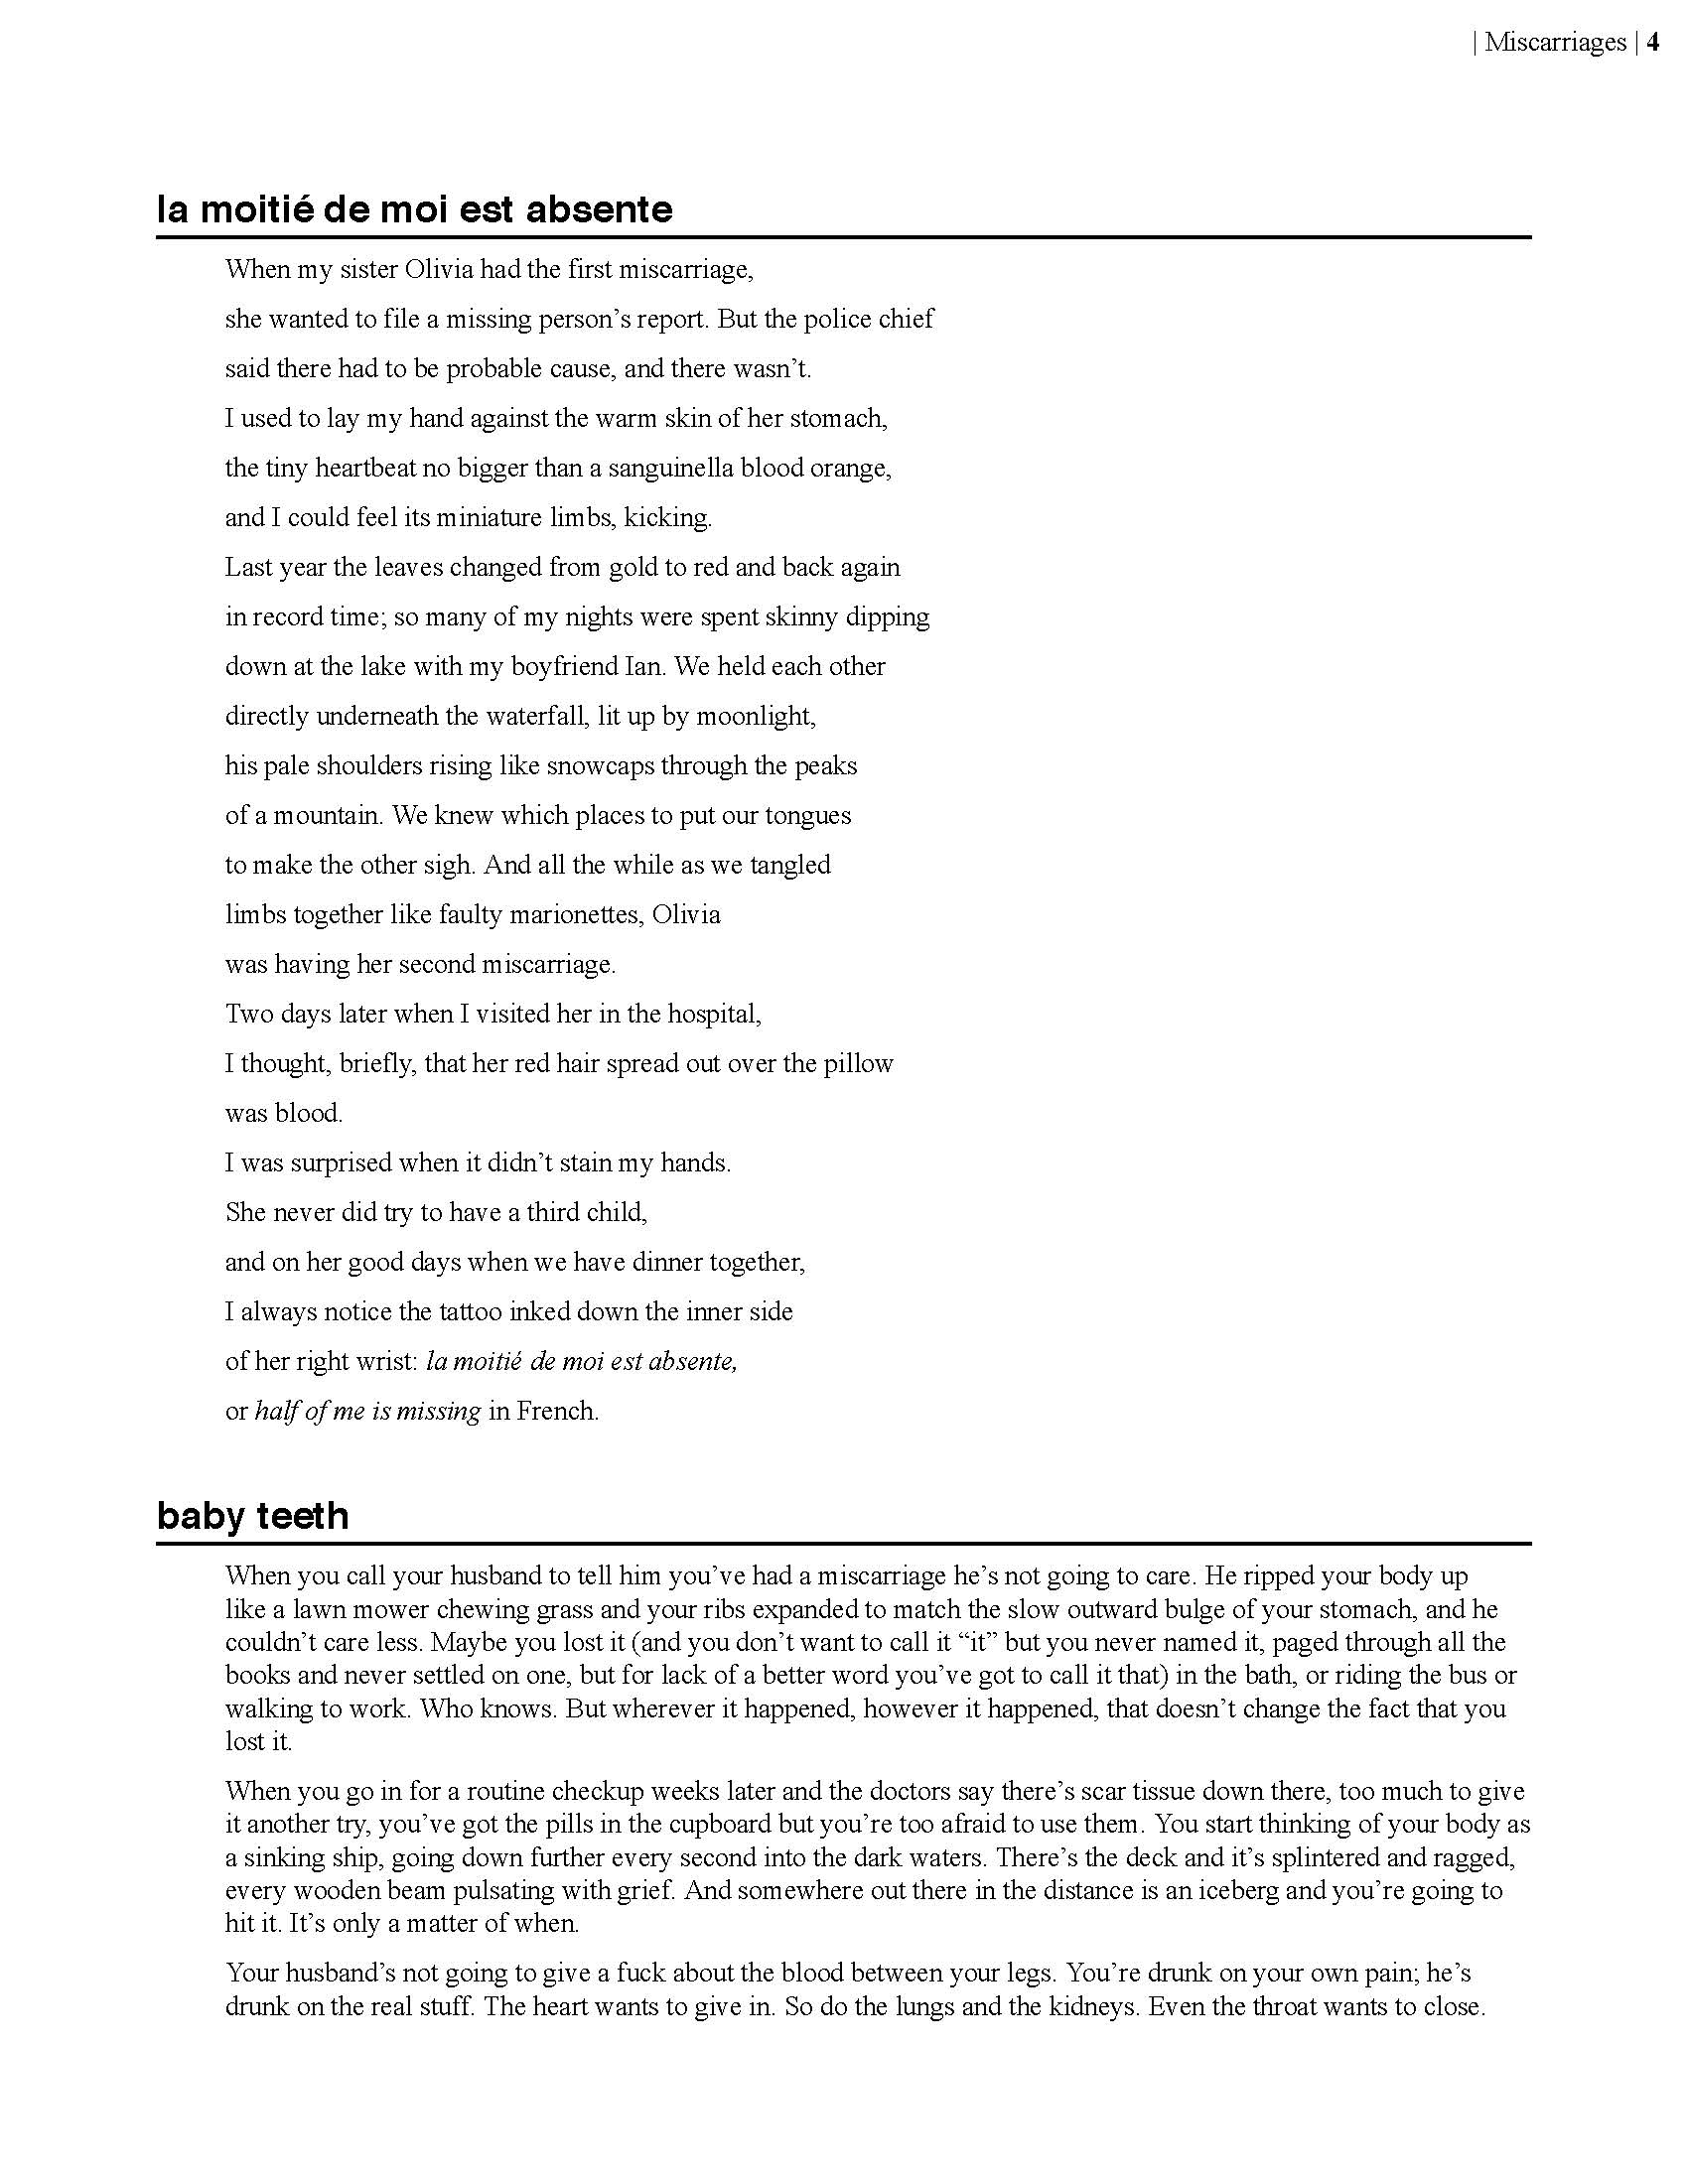 | Miscarriages | 4
la moitié de moi est absente
When my sister Olivia had the first miscarriage,
she wanted to file a missing person’s report. But the police chief
said there had to be probable cause, and there wasn’t.
I used to lay my hand against the warm skin of her stomach,
the tiny heartbeat no bigger than a sanguinella blood orange,
and I could feel its miniature limbs, kicking.
Last year the leaves changed from gold to red and back again
in record time; so many of my nights were spent skinny dipping
down at the lake with my boyfriend Ian. We held each other
directly underneath the waterfall, lit up by moonlight,
his pale shoulders rising like snowcaps through the peaks
of a mountain. We knew which places to put our tongues
to make the other sigh. And all the while as we tangled
limbs together like faulty marionettes, Olivia
was having her second miscarriage.
Two days later when I visited her in the hospital,
I thought, briefly, that her red hair spread out over the pillow
was blood.
I was surprised when it didn’t stain my hands.
She never did try to have a third child,
and on her good days when we have dinner together,
I always notice the tattoo inked down the inner side
of her right wrist: la moitié de moi est absente,
or half of me is missing in French.
baby teeth
When you call your husband to tell him you’ve had a miscarriage he’s not going to care. He ripped your body up
like a lawn mower chewing grass and your ribs expanded to match the slow outward bulge of your stomach, and he
couldn’t care less. Maybe you lost it (and you don’t want to call it “it” but you never named it, paged through all the
books and never settled on one, but for lack of a better word you’ve got to call it that) in the bath, or riding the bus or
walking to work. Who knows. But wherever it happened, however it happened, that doesn’t change the fact that you
lost it.
When you go in for a routine checkup weeks later and the doctors say there’s scar tissue down there, too much to give
it another try, you’ve got the pills in the cupboard but you’re too afraid to use them. You start thinking of your body as
a sinking ship, going down further every second into the dark waters. There’s the deck and it’s splintered and ragged,
every wooden beam pulsating with grief. And somewhere out there in the distance is an iceberg and you’re going to
hit it. It’s only a matter of when.
Your husband’s not going to give a fuck about the blood between your legs. You’re drunk on your own pain; he’s
drunk on the real stuff. The heart wants to give in. So do the lungs and the kidneys. Even the throat wants to close.